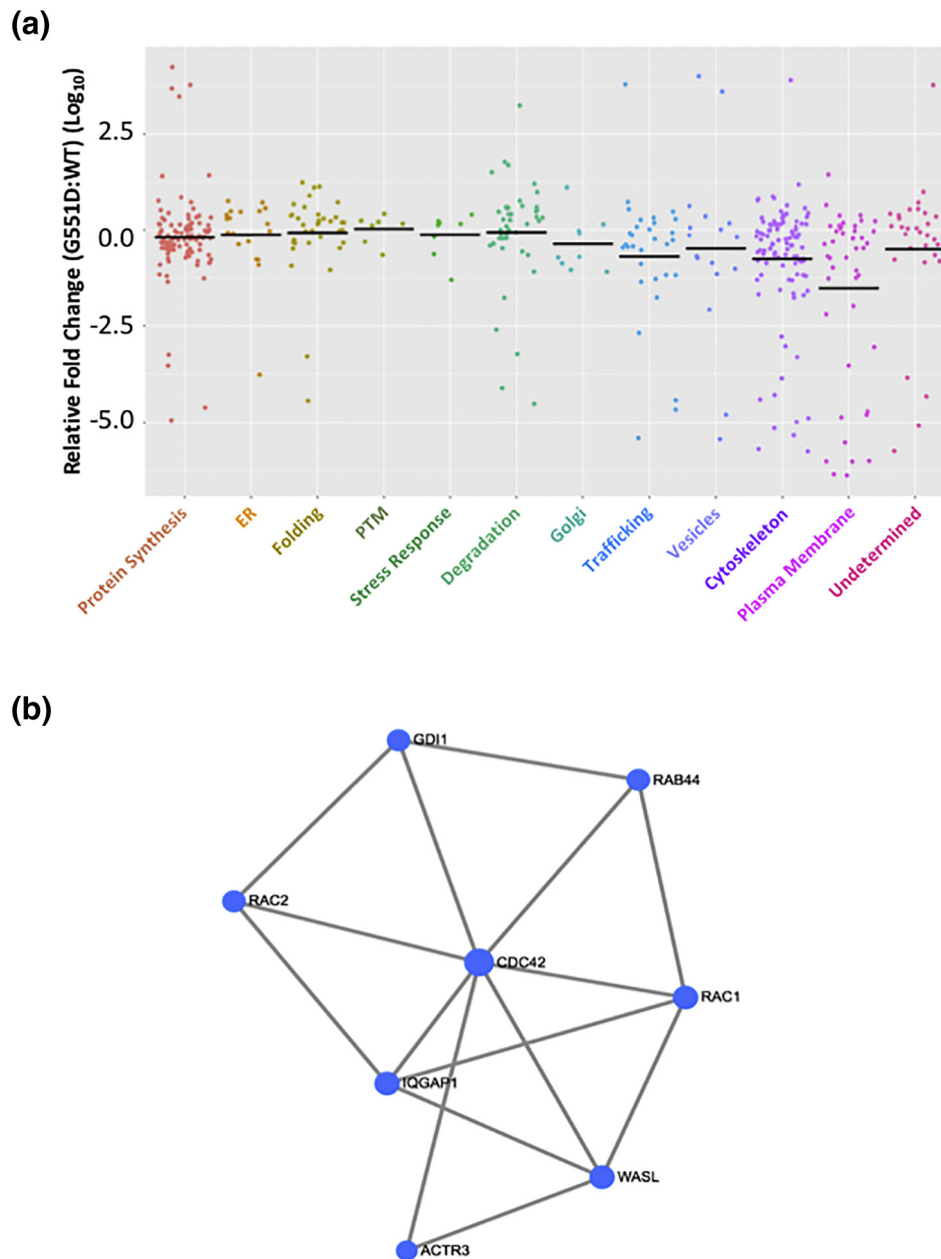 (a)
Relative Fold Change (G551D:WT) (Log10)
2.5
0.0
-2.5
-5.0
Protein Synthesis
ER
Folding
PTM
Stress Response
Degradation
Golgi
Trafficking
Vesicles
Cytoskeleton
Plasma Membrane
Undetermined
(b)
GDI1
RAB44
RAC2
CDC42
RAC1
IQGAP1
WASL
ACTR3